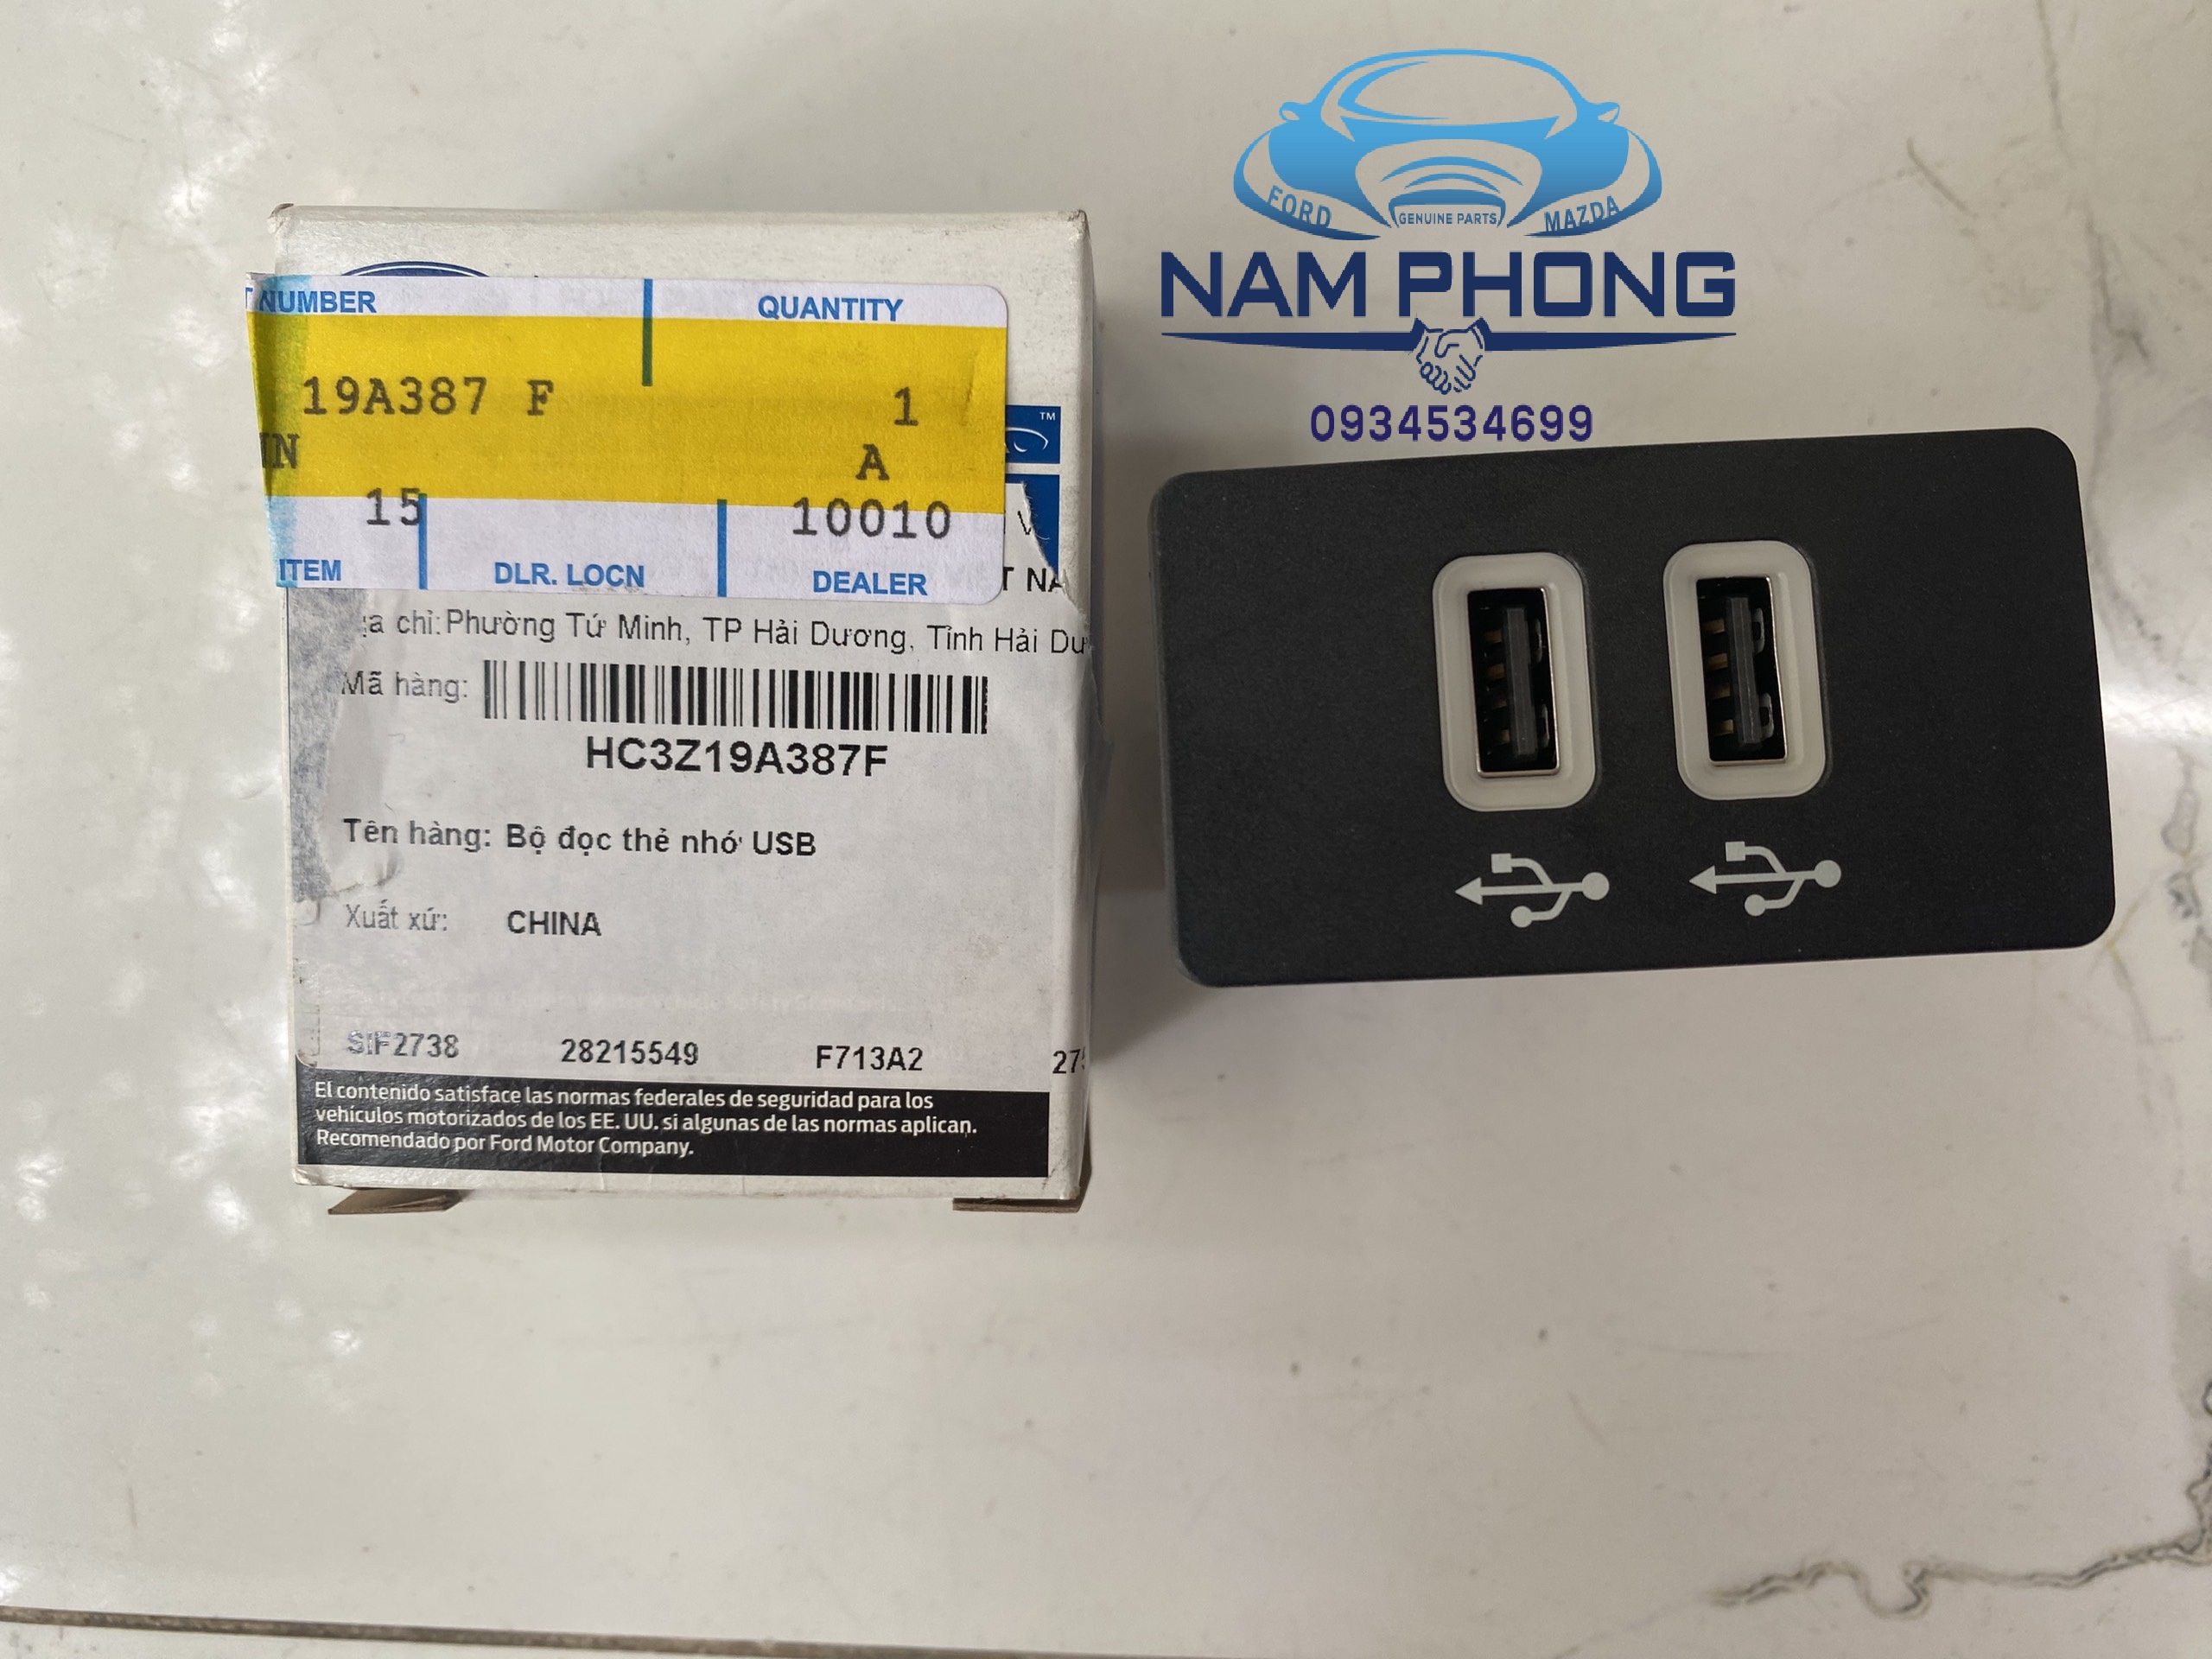 FORD
GENUINE PARTS
MAZDA
NAM PHONG
0934534699
NUMBER
QUANTITY
19A387 F
1
A
15
10010
ITEM
DLR. LOCN
DEALER
chỉ: Phường Tứ Minh, TP Hải Dương, Tỉnh Hải
Mã hàng:
HC3Z19A387F
Tên hàng: Bộ đọc thẻ nhớ USB
Xuất xứ: CHINA
SIF2738 28215549 F713A2
El contenido satisface las normas federales de seguridad para los
vehículos motorizados de los EE. UU. si algunas de las normas aplican.
Recomendado por Ford Motor Company.